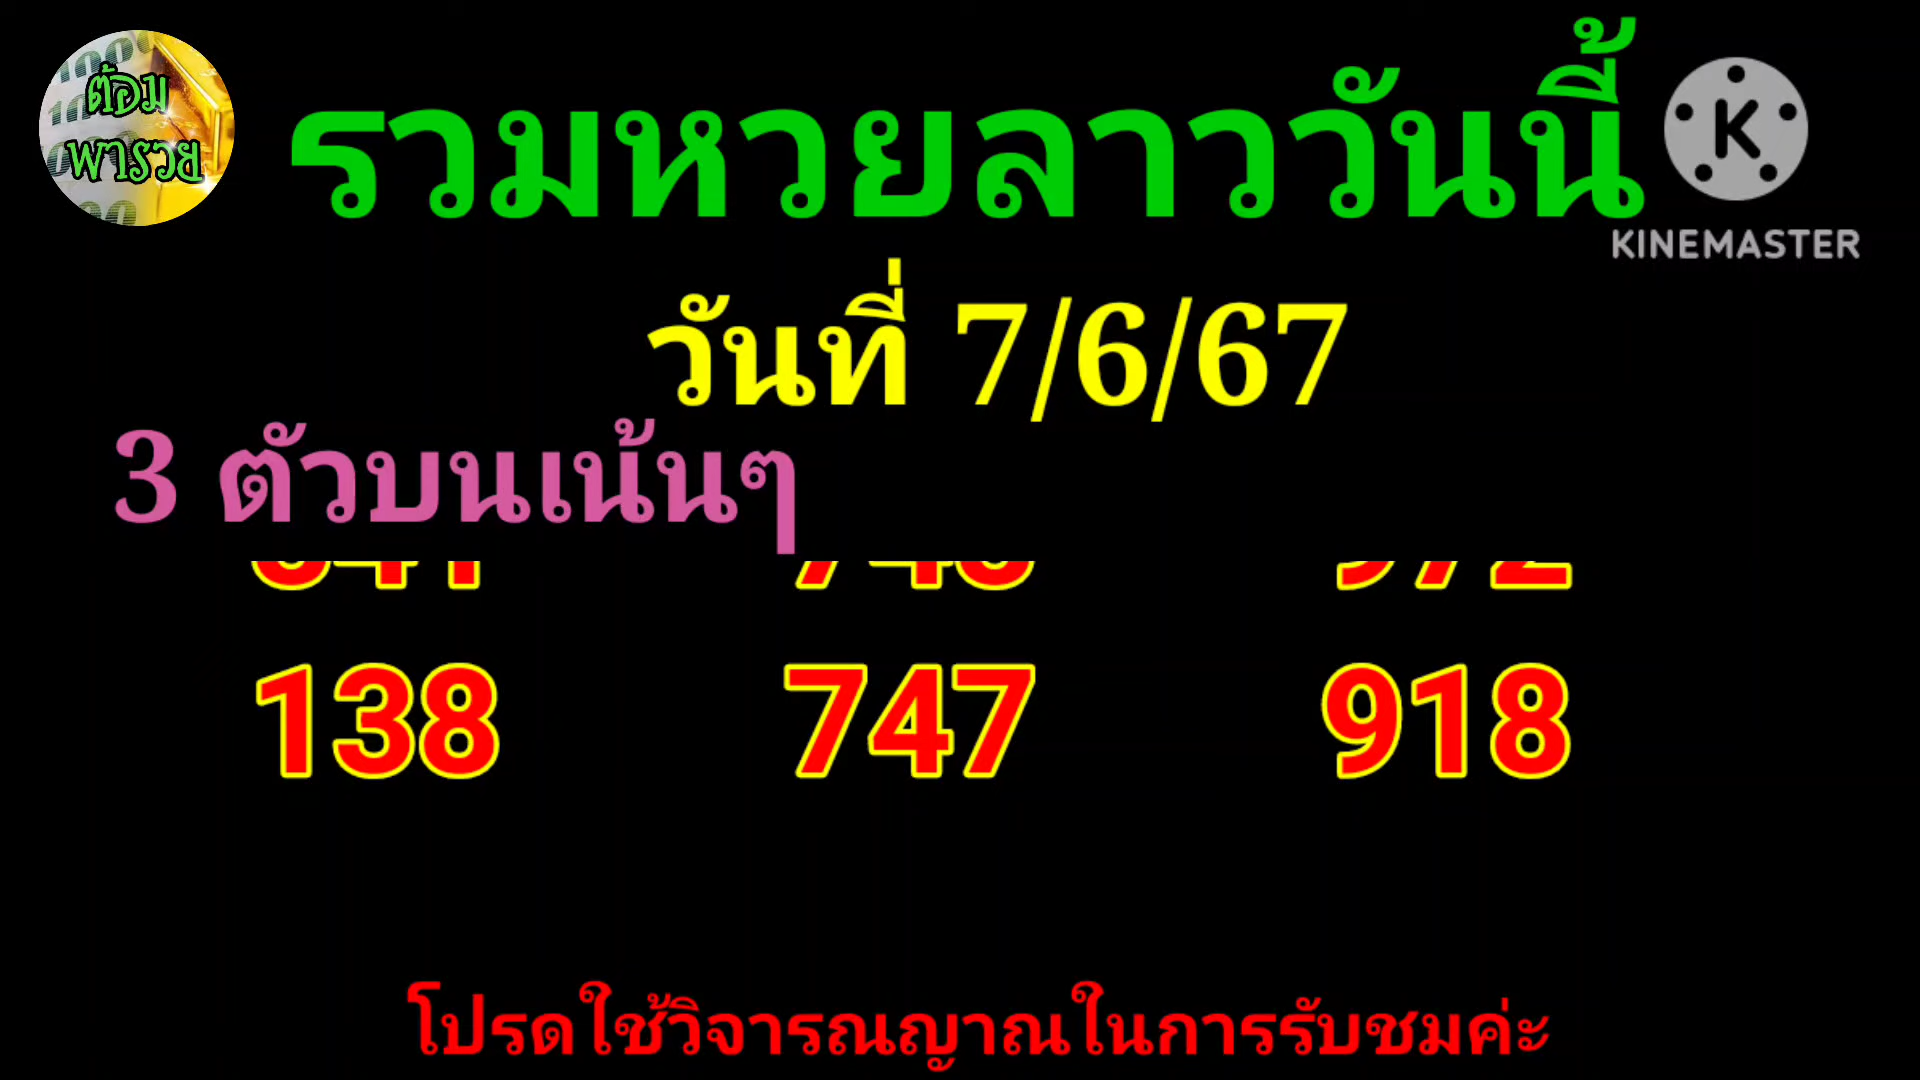 ต้อม
พารวย
รวมหวยลาววันนี้
KINEMASTER
วันที่ 7/6/67
3 ตัวบนเน้นๆ
138 747 918
โปรดใช้วิจารณญาณในการรับชมค่ะ